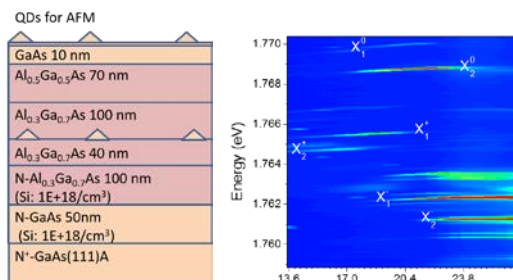 QDs for AFM
GaAs 10 nm
Al0.5Ga0.5As 70 nm
Al0.3Ga0.7As 100 nm
Al0.3Ga0.7As 40 nm
N-Al0.3Ga0.7As 100 nm
(Si: 1E+18/cm³)
N-GaAs 50nm
(Si: 1E+18/cm³)
N⁺-GaAs(111)A
Energy (eV)
1.770
1.768
1.766
1.764
1.762
1.760
X₁⁰
X₂⁰
X₁⁺
X₂⁺
X₁⁻
X₂⁻
13.6 17.0 20.4 23.8